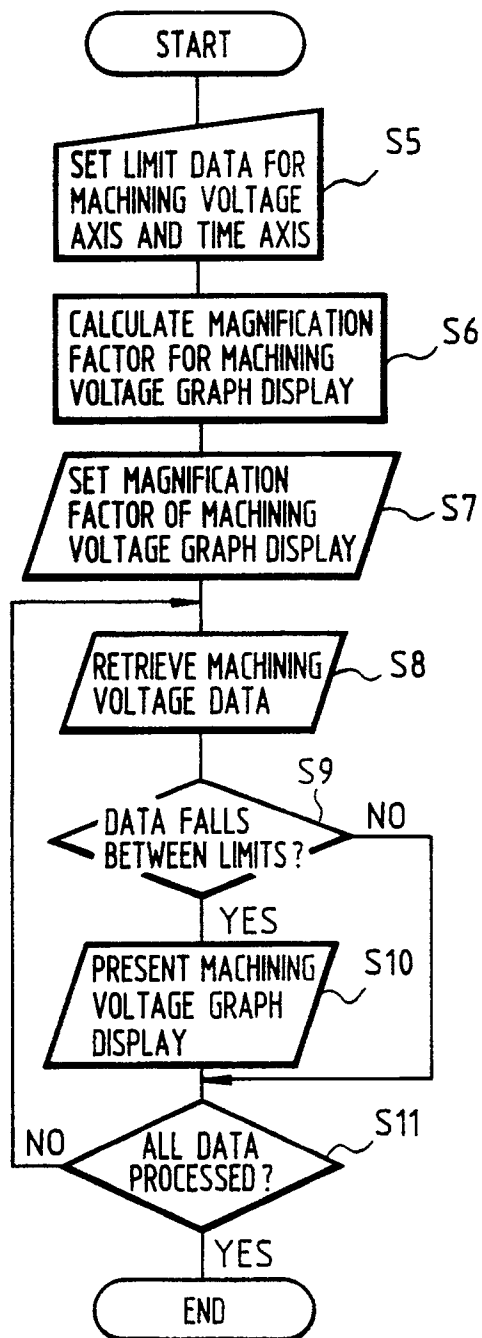 START
S5
SET LIMIT DATA FOR
MACHINING VOLTAGE
AXIS AND TIME AXIS
CALCULATE MAGNIFICATION
FACTOR FOR MACHINING
VOLTAGE GRAPH DISPLAY
S6
SET MAGNIFICATION
FACTOR OF MACHINING
VOLTAGE GRAPH DISPLAY
S7
RETRIEVE MACHINING
VOLTAGE DATA
S8
S9
DATA FALLS
BETWEEN LIMITS?
NO
YES
PRESENT MACHINING
VOLTAGE GRAPH
DISPLAY
S10
S11
NO
ALL DATA
PROCESSED?
YES
END